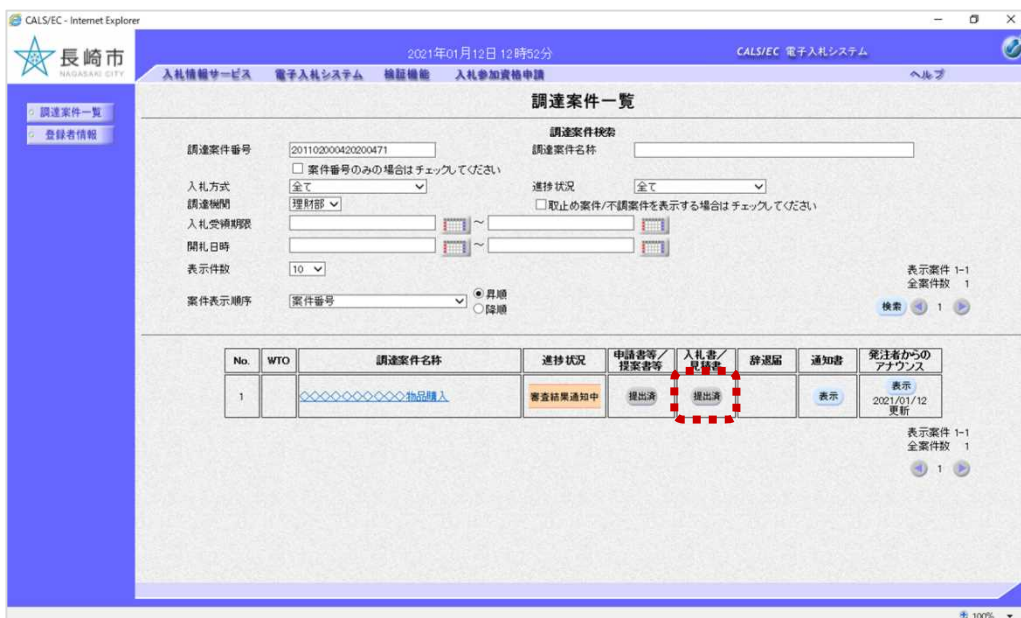 CALS/EC - Internet Explorer
長崎市
NAGASAKI CITY
2021年01月12日 12時52分
CALS/EC 電子入札システム
入札情報サービス 電子入札システム 検証機能 入札参加資格申請 ヘルプ
調達案件一覧
登録者情報
調達案件一覧
調達案件検索
調達案件番号 201102000420200471 調達案件名称
案件番号のみの場合はチェックしてください
入札方式 全て 進捗状況 全て
調達機関 理財部 取止め案件/不調案件を表示する場合はチェックしてください
入札受領期限 ~
開札日時 ~
表示件数 10
表示案件 1-1
全案件数 1
案件表示順序 案件番号 昇順
降順
検索 1
No. WTO 調達案件名称 進捗状況 申請書等/提案書等 入札書/見積書 辞退届 通知書 発注者からのアナウンス
1 ◇◇◇◇◇◇◇◇◇◇◇物品購入 審査結果通知中 提出済 提出済 表示 表示
2021/01/12
更新
表示案件 1-1
全案件数 1
1
100%